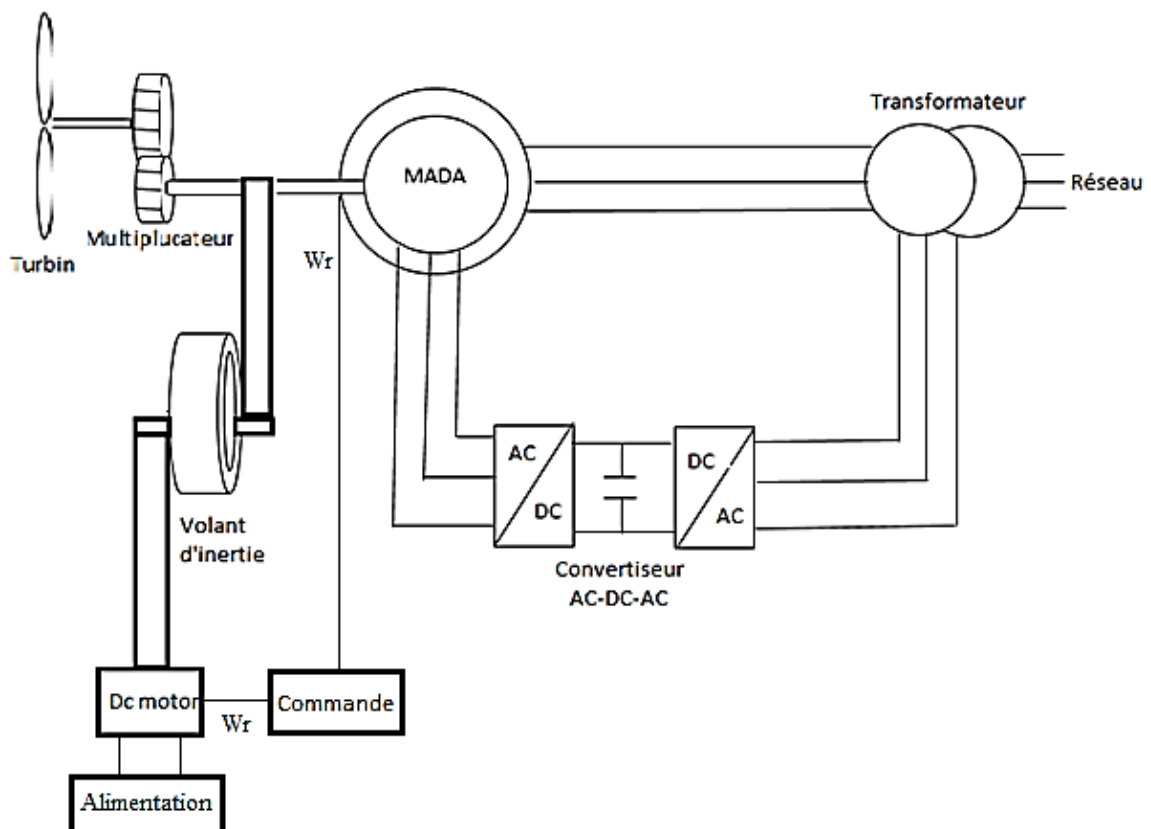 Transformateur
MADA
Réseau
Multiplucateur
Turbin
Wr
AC
DC
DC
AC
Volant
d'inertie
Convertiseur
AC-DC-AC
Dc motor
Wr
Commande
Alimentation